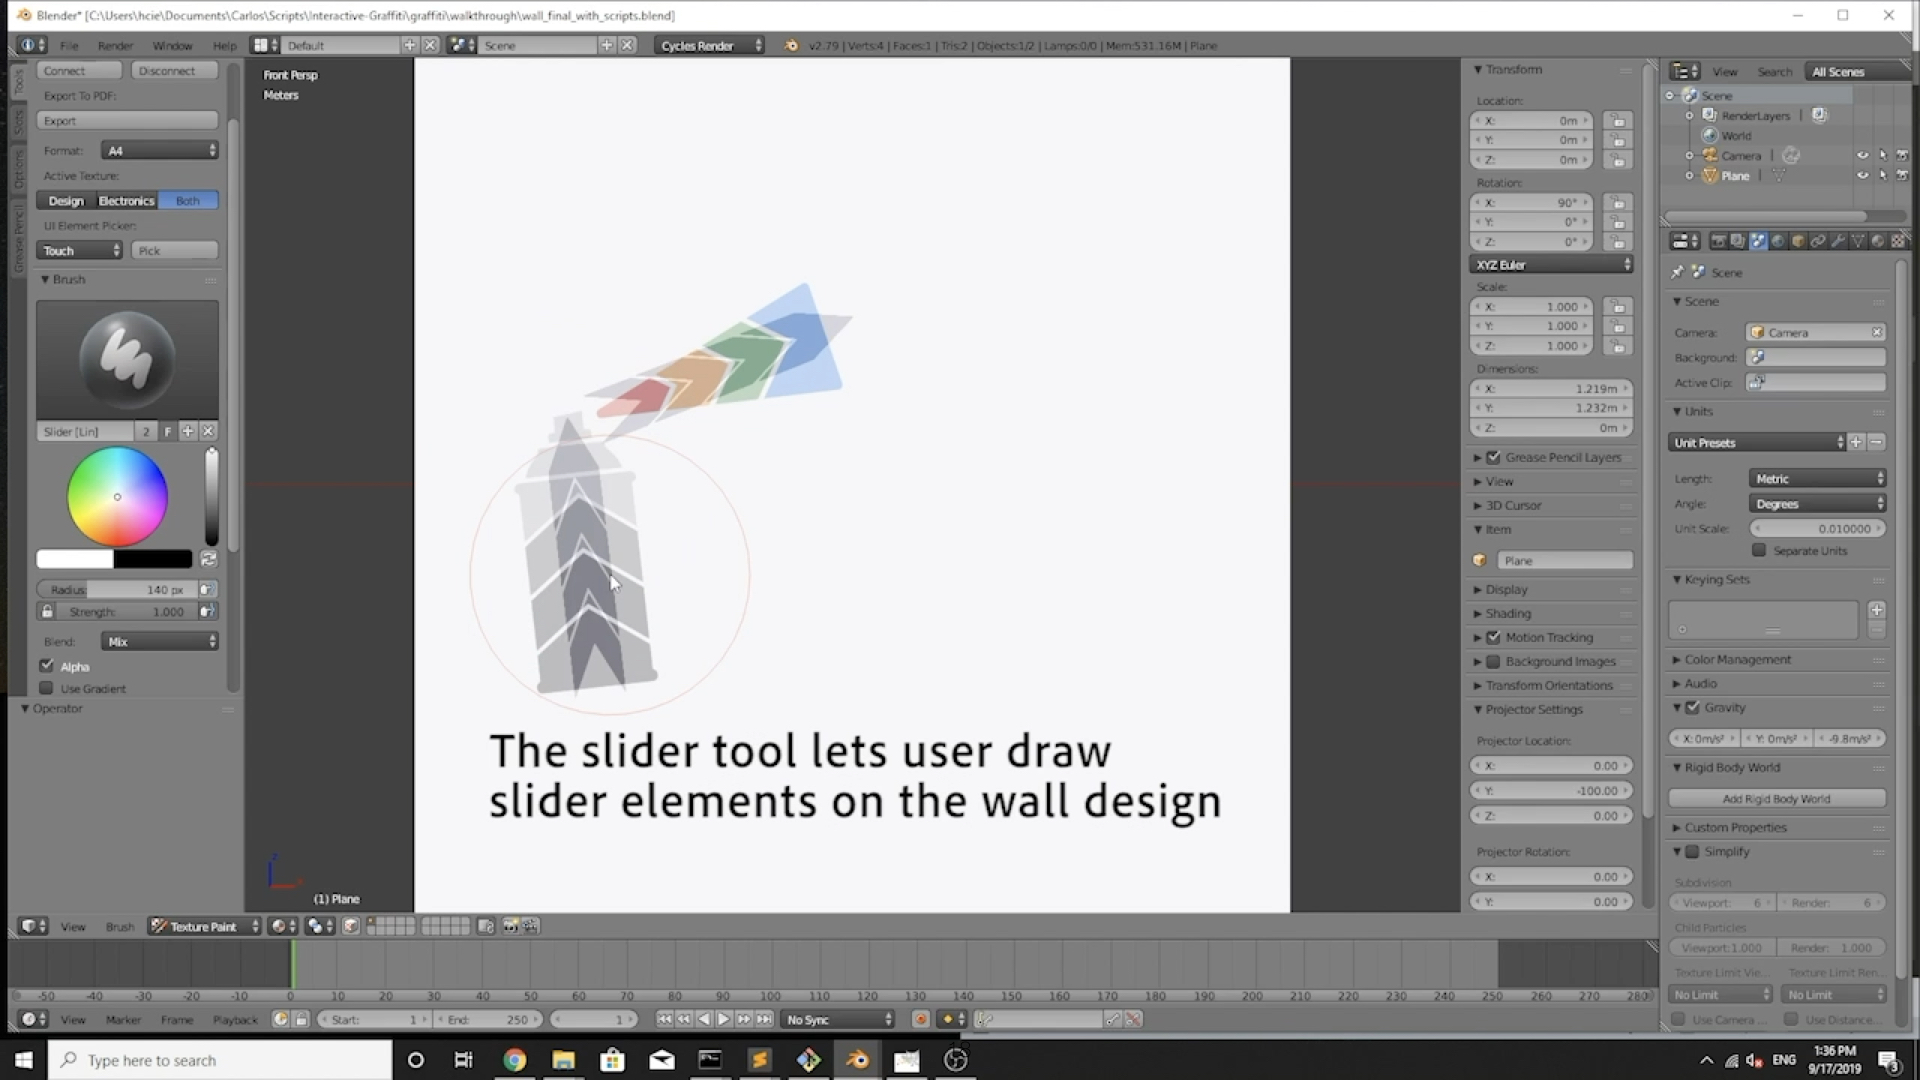 Blender* [C:\Users\hcie\Documents\Carlos\Scripts\Interactive-Graffiti\graffiti\walkthrough\wall_final_with_scripts.blend]
File Render Window Help Default Scene Cycles Render v2.79 | Verts:4 | Faces:1 | Tris:2 | Objects:1/2 | Lamps:0/0 | Mem:531.16M | Plane
Tools
Slots
Options
Grease Pencil
Connect Disconnect
Export To PDF:
Export
Format: A4
Active Texture:
Design Electronics Both
UI Element Picker:
Touch Pick
Brush
Slider [Lin] 2 F
Radius: 140 px
Strength: 1.000
Blend: Mix
Alpha
Use Gradient
Operator
Front Persp
Meters
The slider tool lets user draw
slider elements on the wall design
(1) Plane
Transform
Location:
X: 0m
Y: 0m
Z: 0m
Rotation:
X: 90°
Y: 0°
Z: 0°
XYZ Euler
Scale:
X: 1.000
Y: 1.000
Z: 1.000
Dimensions:
X: 1.219m
Y: 1.232m
Z: 0m
Grease Pencil Layers
View
3D Cursor
Item
Plane
Display
Shading
Motion Tracking
Background Images
Transform Orientations
Projector Settings
Projector Location:
X: 0.00
Y: -100.00
Z: 0.00
Projector Rotation:
X: 0.00
Y: 0.00
View Search All Scenes
Scene
RenderLayers
World
Camera
Plane
Scene
Scene
Camera: Camera
Background:
Active Clip:
Units
Unit Presets
Length: Metric
Angle: Degrees
Unit Scale: 0.010000
Separate Units
Keying Sets
Color Management
Audio
Gravity
X: 0m/s² Y: 0m/s² -9.8m/s²
Rigid Body World
Add Rigid Body World
Custom Properties
Simplify
Subdivision
Viewport: 6 Render: 6
Child Particles
Viewport:1.000 Render: 1.000
Texture Limit Vie... Texture Limit Ren...
No Limit No Limit
Use Camera ... Use Distance...
View Brush Texture Paint
-50 -40 -30 -20 -10 0 10 20 30 40 50 60 70 80 90 100 110 120 130 140 150 160 170 180 190 200 210 220 230 240 250 260 270 280
View Marker Frame Playback Start: 1 End: 250 1 No Sync
Type here to search
ENG
1:36 PM
9/17/2019
3